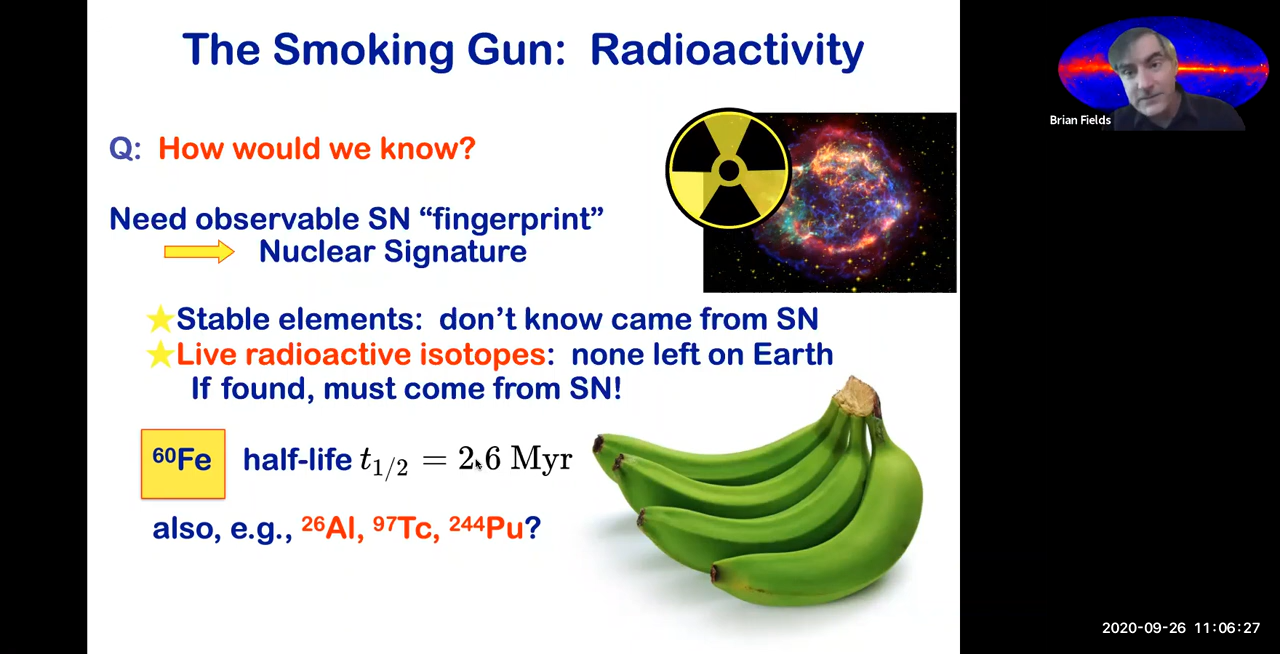 The Smoking Gun: Radioactivity
Q: How would we know?
Need observable SN “fingerprint”
Nuclear Signature
Stable elements: don’t know came from SN
Live radioactive isotopes: none left on Earth
If found, must come from SN!
⁶⁰Fe half-life t₁/₂ = 2.6 Myr
also, e.g., ²⁶Al, ⁹⁷Tc, ²⁴⁴Pu?
Brian Fields
2020-09-26 11:06:27